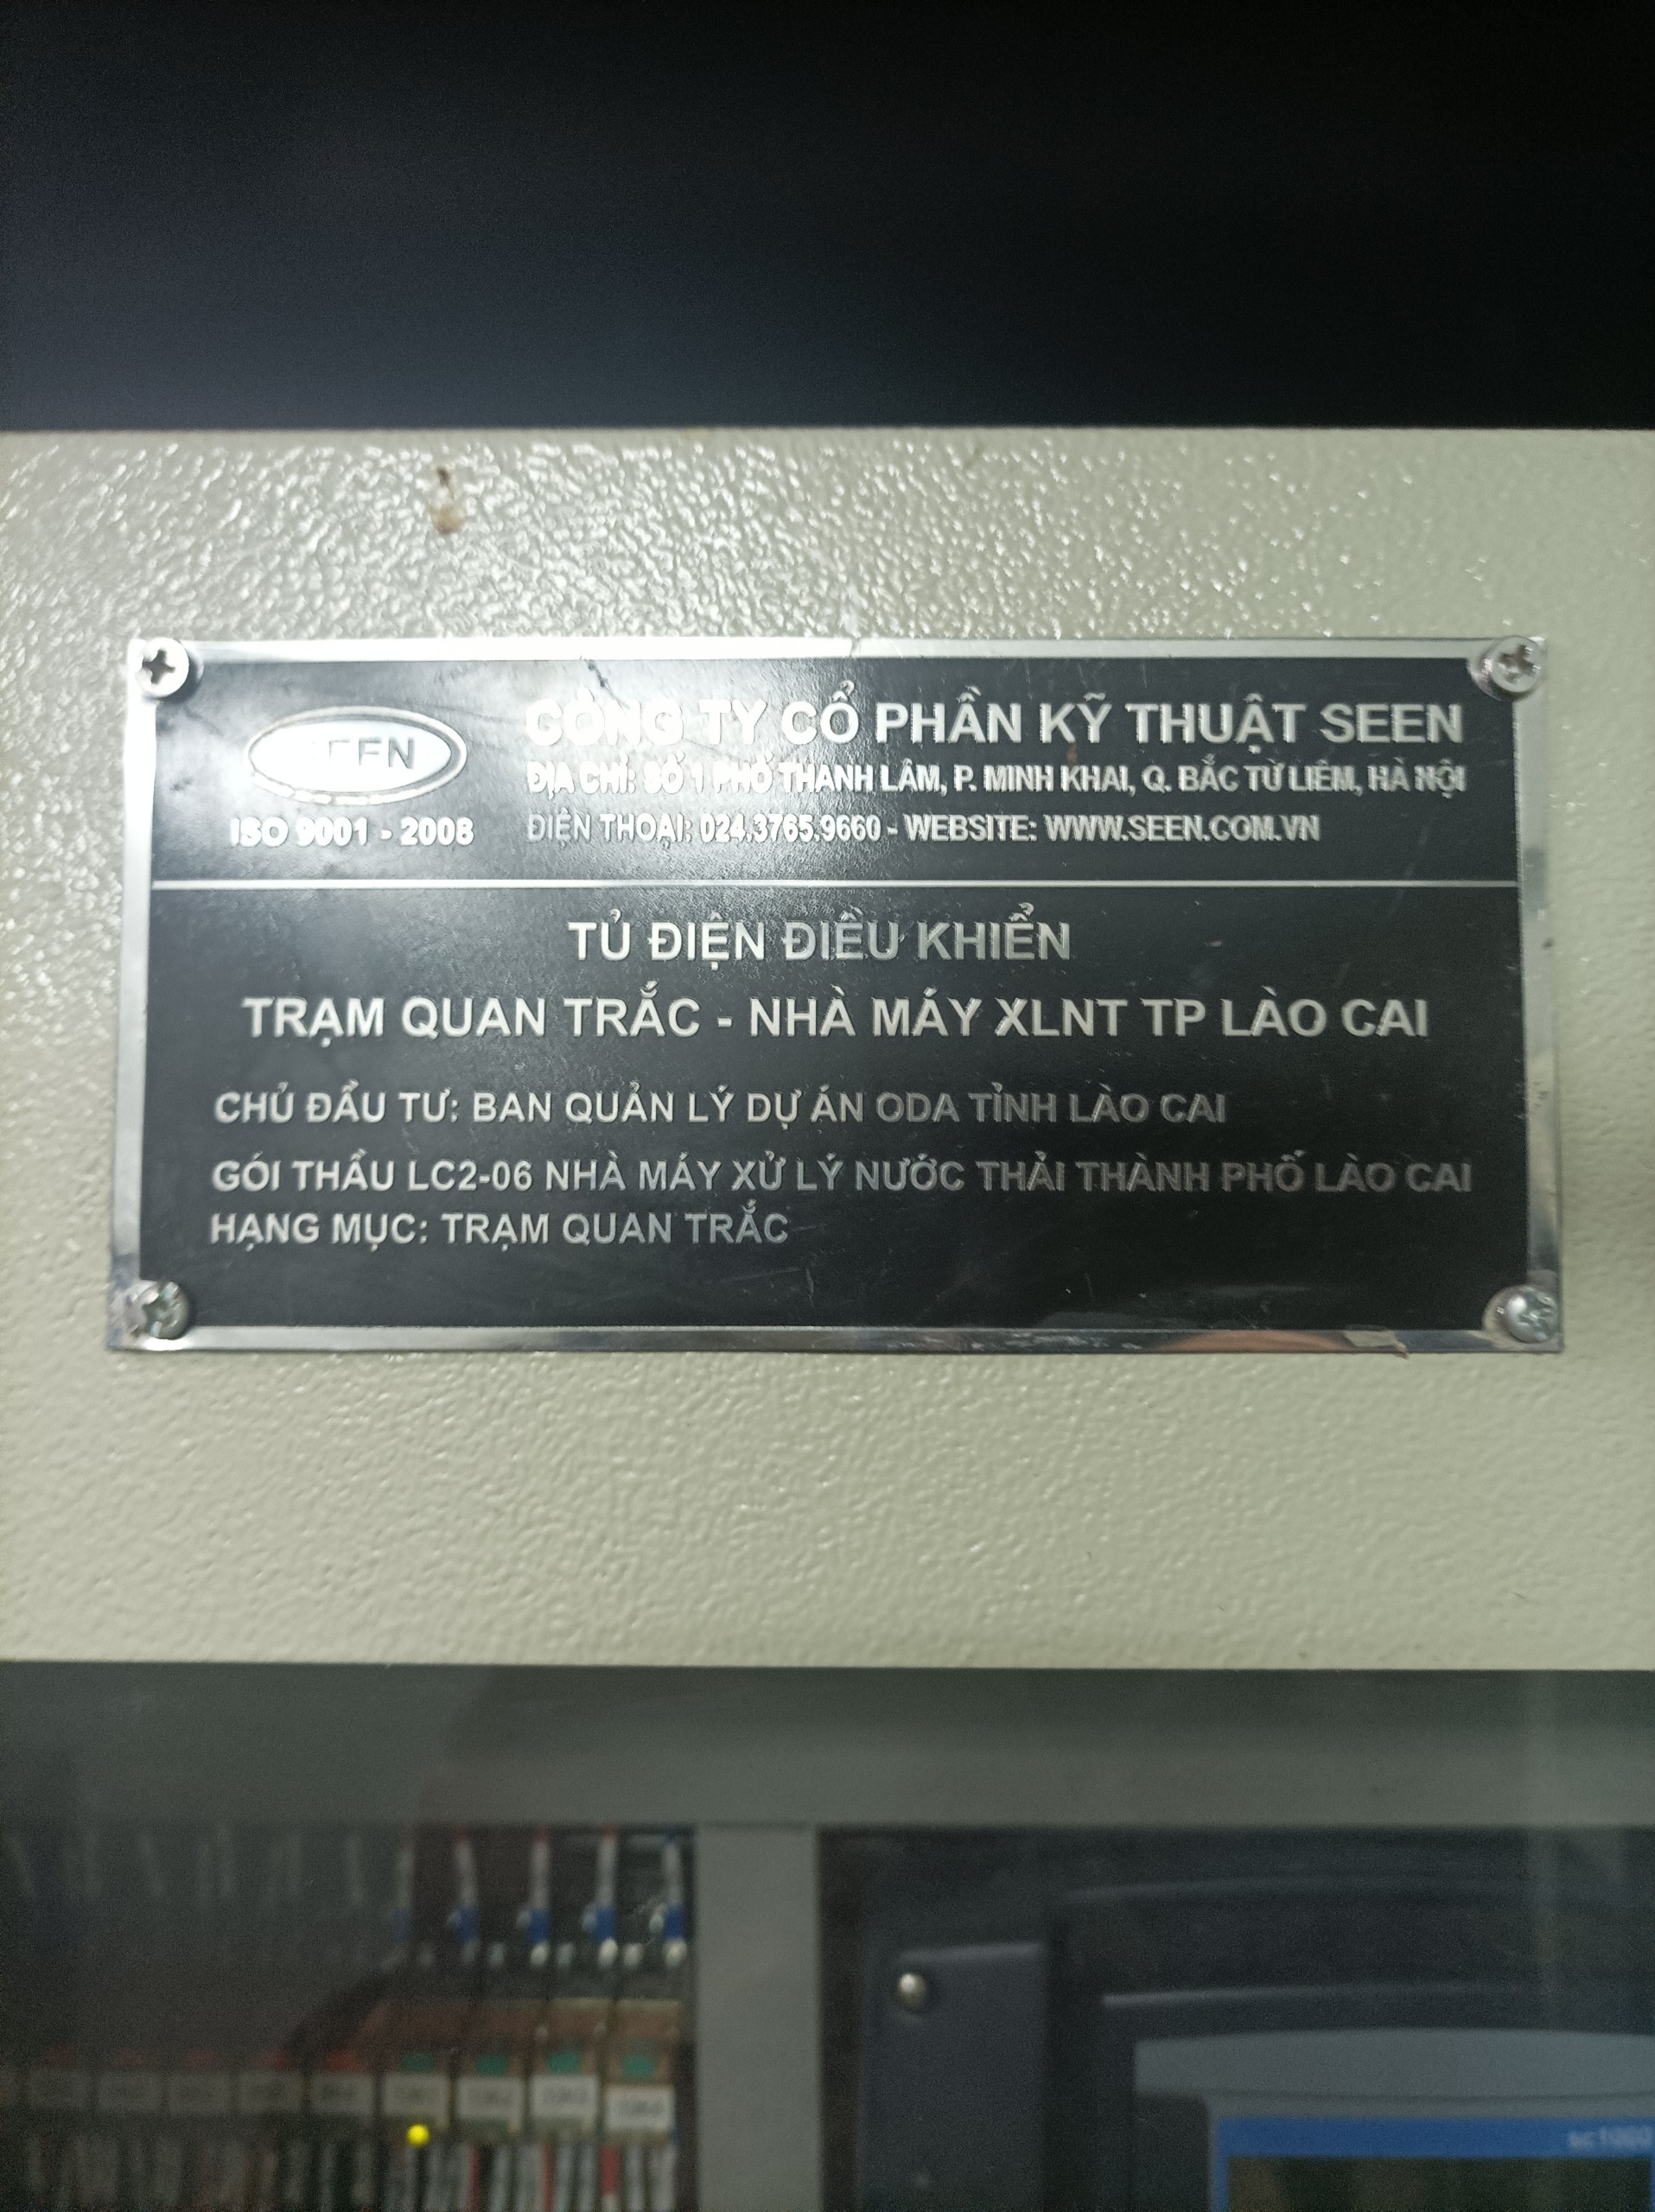 SEEN
ISO 9001 - 2008
CÔNG TY CỔ PHẦN KỸ THUẬT SEEN
ĐỊA CHỈ: SỐ 1 PHỐ THANH LÂM, P. MINH KHAI, Q. BẮC TỪ LIÊM, HÀ NỘI
ĐIỆN THOẠI: 024.3765.9660 - WEBSITE: WWW.SEEN.COM.VN
TỦ ĐIỆN ĐIỀU KHIỂN
TRẠM QUAN TRẮC - NHÀ MÁY XLNT TP LÀO CAI
CHỦ ĐẦU TƯ: BAN QUẢN LÝ DỰ ÁN ODA TỈNH LÀO CAI
GÓI THẦU LC2-06 NHÀ MÁY XỬ LÝ NƯỚC THẢI THÀNH PHỐ LÀO CAI
HẠNG MỤC: TRẠM QUAN TRẮC
sc1000